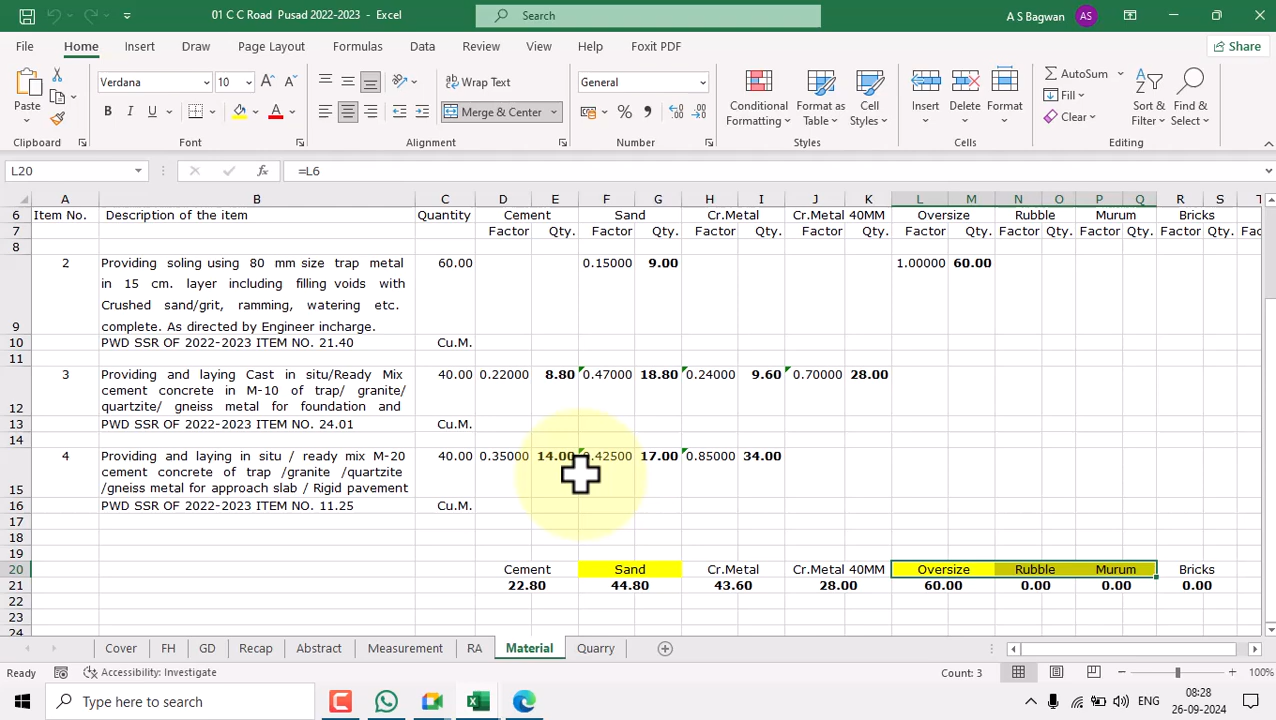 01 C C Road Pusad 2022-2023 - Excel
Search
A S Bagwan AS
File Home Insert Draw Page Layout Formulas Data Review View Help Foxit PDF Share
Paste
Verdana 10
Wrap Text
General
Merge & Center
Conditional Formatting
Format as Table
Cell Styles
Insert Delete Format
AutoSum
Fill
Clear
Sort & Filter
Find & Select
Clipboard Font Alignment Number Styles Cells Editing
L20 fx =L6
A B C D E F G H I J K L M N O P Q R S T
6 Item No. Description of the item Quantity Cement Sand Cr.Metal Cr.Metal 40MM Oversize Rubble Murum Bricks
7 Factor Qty. Factor Qty. Factor Qty. Factor Qty. Factor Qty. Factor Qty. Factor Qty. Factor Qty. Fac
8
2 Providing soling using 80 mm size trap metal 60.00 0.15000 9.00 1.00000 60.00
in 15 cm. layer including filling voids with
Crushed sand/grit, ramming, watering etc.
9 complete. As directed by Engineer incharge.
10 PWD SSR OF 2022-2023 ITEM NO. 21.40 Cu.M.
11
3 Providing and laying Cast in situ/Ready Mix 40.00 0.22000 8.80 0.47000 18.80 0.24000 9.60 0.70000 28.00
cement concrete in M-10 of trap/ granite/
12 quartzite/ gneiss metal for foundation and
13 PWD SSR OF 2022-2023 ITEM NO. 24.01 Cu.M.
14
4 Providing and laying in situ / ready mix M-20 40.00 0.35000 14.00 0.42500 17.00 0.85000 34.00
cement concrete of trap /granite /quartzite
15 /gneiss metal for approach slab / Rigid pavement
16 PWD SSR OF 2022-2023 ITEM NO. 11.25 Cu.M.
17
18
19
20 Cement Sand Cr.Metal Cr.Metal 40MM Oversize Rubble Murum Bricks
21 22.80 44.80 43.60 28.00 60.00 0.00 0.00 0.00
22
23
24
Cover FH GD Recap Abstract Measurement RA Material Quarry
Ready Accessibility: Investigate Count: 3 100%
Type here to search
ENG
08:28
26-09-2024